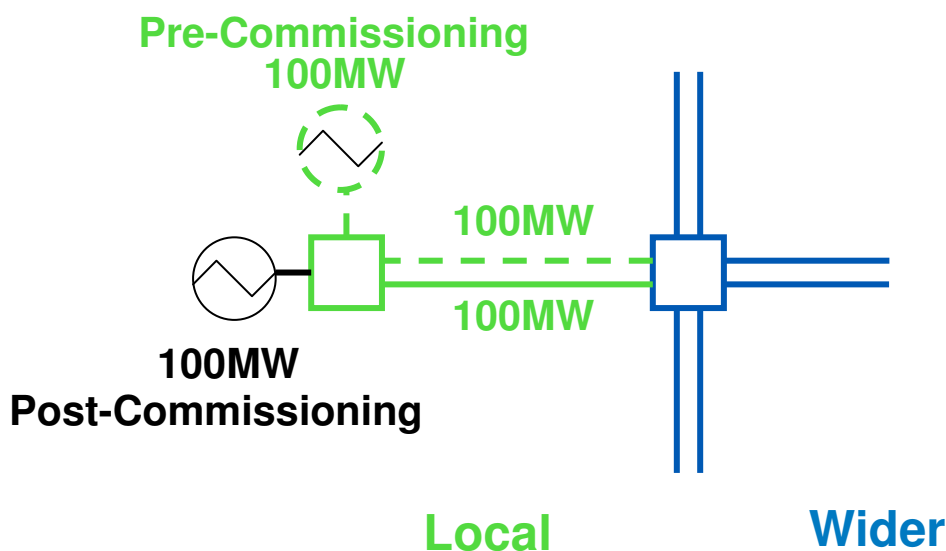 Pre-Commissioning
100MW
100MW
100MW
100MW
Post-Commissioning
Local
Wider